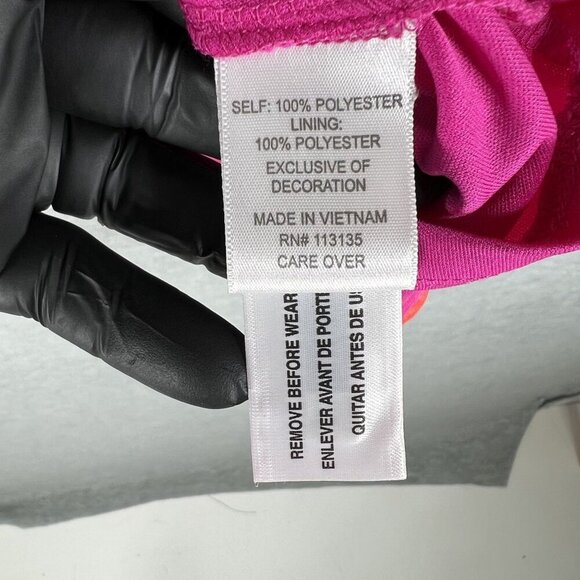 SELF: 100% POLYESTER
LINING:
100% POLYESTER
EXCLUSIVE OF
DECORATION
MADE IN VIETNAM
RN# 113135
CARE OVER
REMOVE BEFORE WEAR
ENLEVER AVANT DE PORT
QUITAR ANTES DE US